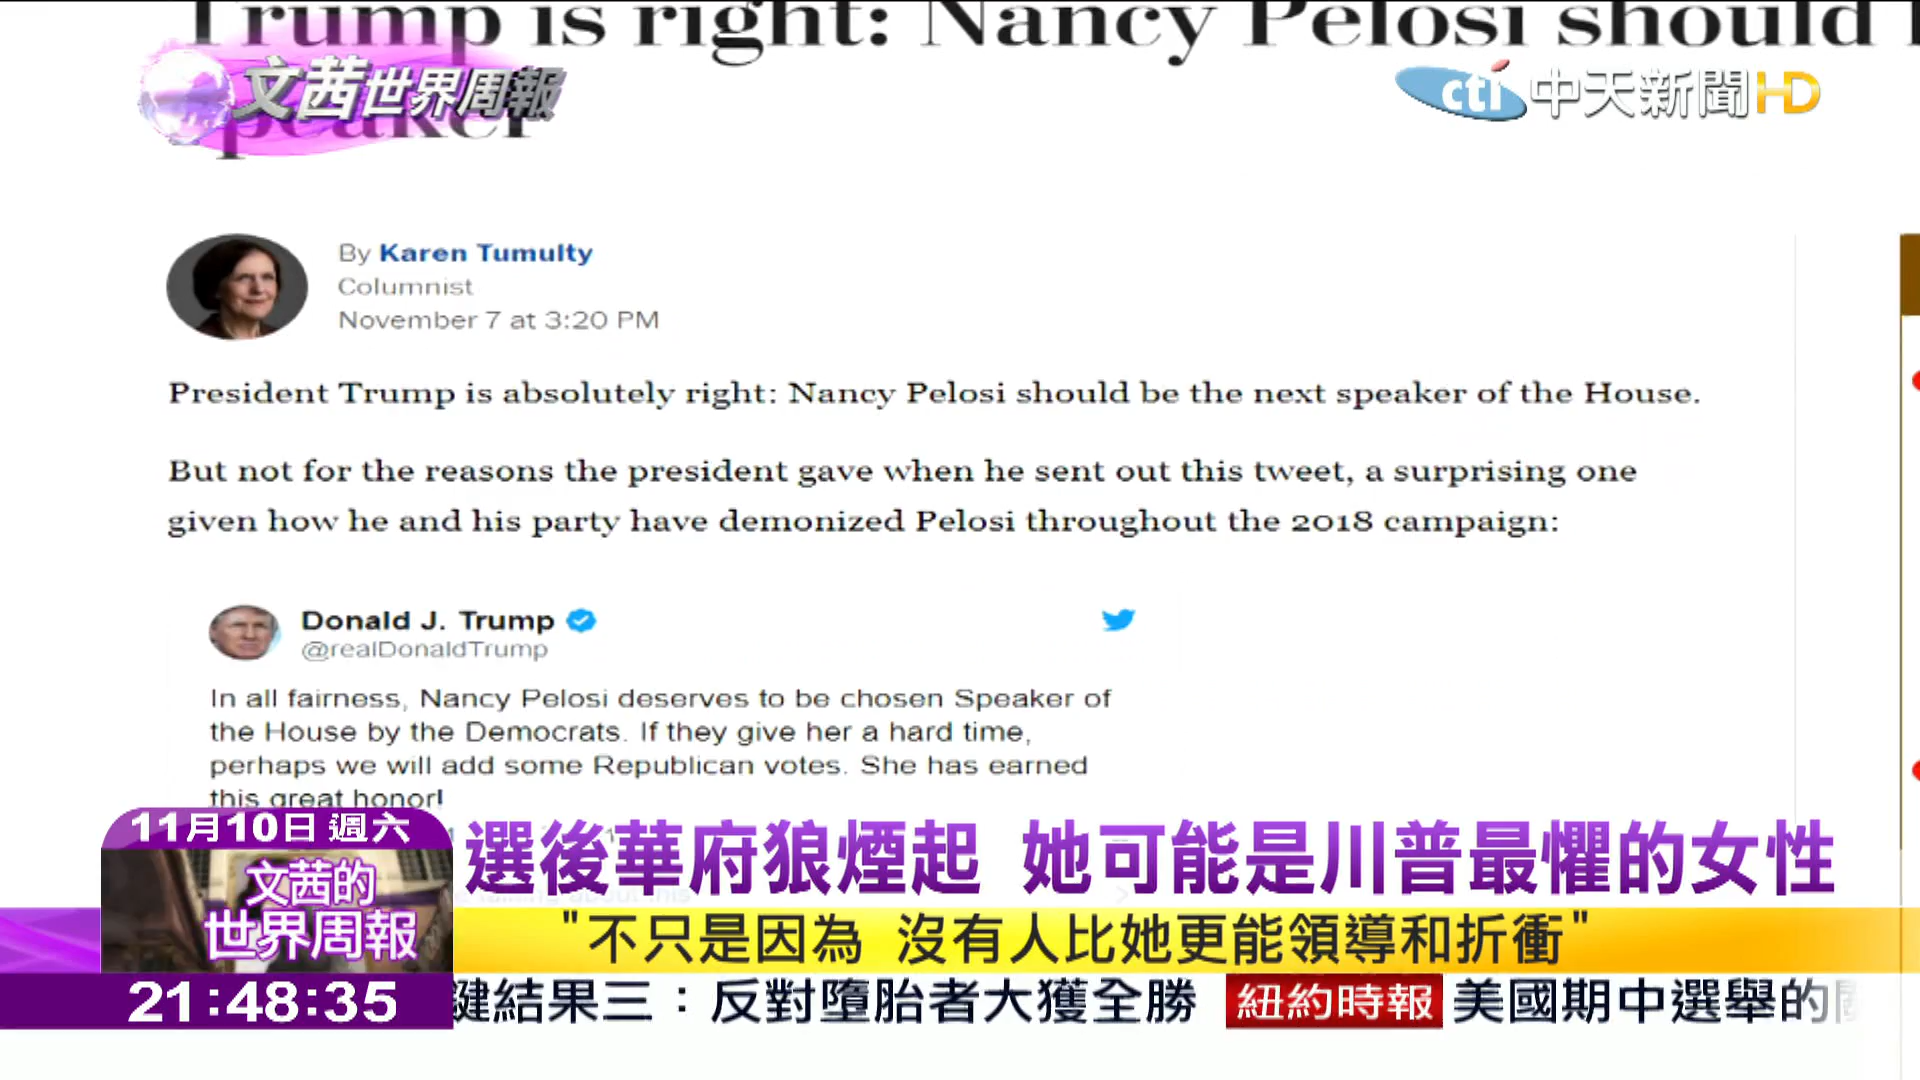 Trump is right: Nancy Pelosi should
speaker
文茜世界周報
cti 中天新聞HD
By Karen Tumulty
Columnist
November 7 at 3:20 PM
President Trump is absolutely right: Nancy Pelosi should be the next speaker of the House.
But not for the reasons the president gave when he sent out this tweet, a surprising one
given how he and his party have demonized Pelosi throughout the 2018 campaign:
Donald J. Trump
@realDonaldTrump
In all fairness, Nancy Pelosi deserves to be chosen Speaker of
the House by the Democrats. If they give her a hard time,
perhaps we will add some Republican votes. She has earned
this great honor!
11月10日 週六
文茜的
世界周報
選後華府狼煙起 她可能是川普最懼的女性
"不只是因為 沒有人比她更能領導和折衝"
21:48:35
鍵結果三：反對墮胎者大獲全勝 紐約時報 美國期中選舉的